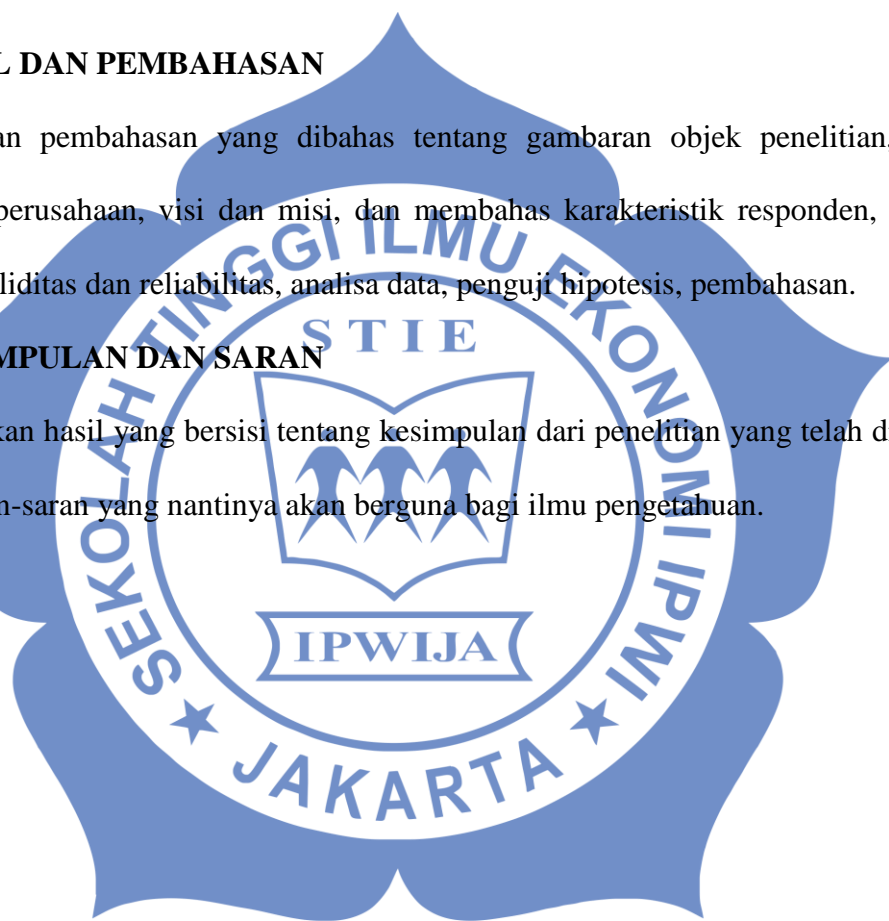 L DAN PEMBAHASAN
an pembahasan yang dibahas tentang gambaran objek penelitian,
perusahaan, visi dan misi, dan membahas karakteristik responden,
liditas dan reliabilitas, analisa data, penguji hipotesis, pembahasan.
MPULAN DAN SARAN
kan hasil yang bersisi tentang kesimpulan dari penelitian yang telah di
n-saran yang nantinya akan berguna bagi ilmu pengetahuan.
SEKOLAH TINGGI ILMU EKONOMI IPWI
STIE
IPWIJA
JAKARTA